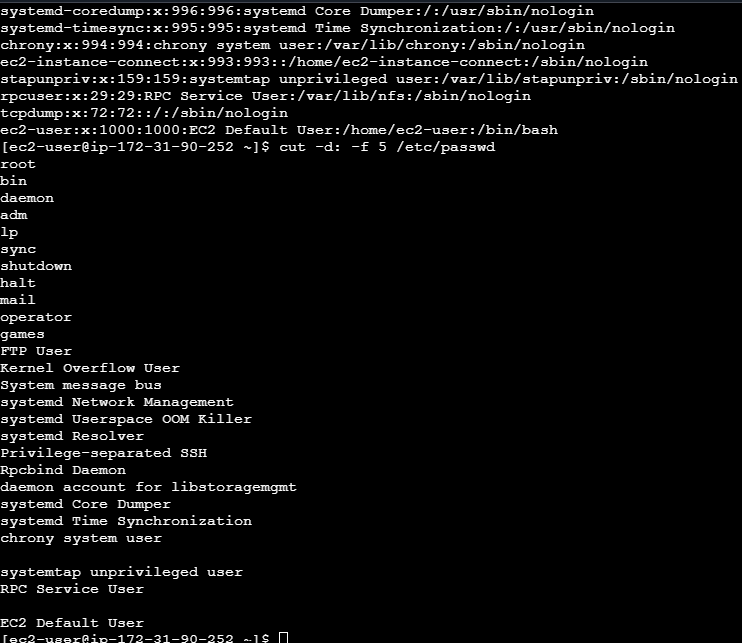 systemd-coredump:x:996:996:systemd Core Dumper:/:/usr/sbin/nologin
systemd-timesync:x:995:995:systemd Time Synchronization:/:/usr/sbin/nologin
chrony:x:994:994:chrony system user:/var/lib/chrony:/sbin/nologin
ec2-instance-connect:x:993:993::/home/ec2-instance-connect:/sbin/nologin
stapunpriv:x:159:159:systemtap unprivileged user:/var/lib/stapunpriv:/sbin/nologin
rpcuser:x:29:29:RPC Service User:/var/lib/nfs:/sbin/nologin
tcpdump:x:72:72::/:/sbin/nologin
ec2-user:x:1000:1000:EC2 Default User:/home/ec2-user:/bin/bash
[ec2-user@ip-172-31-90-252 ~]$ cut -d: -f 5 /etc/passwd
root
bin
daemon
adm
lp
sync
shutdown
halt
mail
operator
games
FTP User
Kernel Overflow User
System message bus
systemd Network Management
systemd Userspace OOM Killer
systemd Resolver
Privilege-separated SSH
Rpcbind Daemon
daemon account for libstoragemgmt
systemd Core Dumper
systemd Time Synchronization
chrony system user
systemtap unprivileged user
RPC Service User
EC2 Default User
[ec2-user@ip-172-31-90-252 ~]$